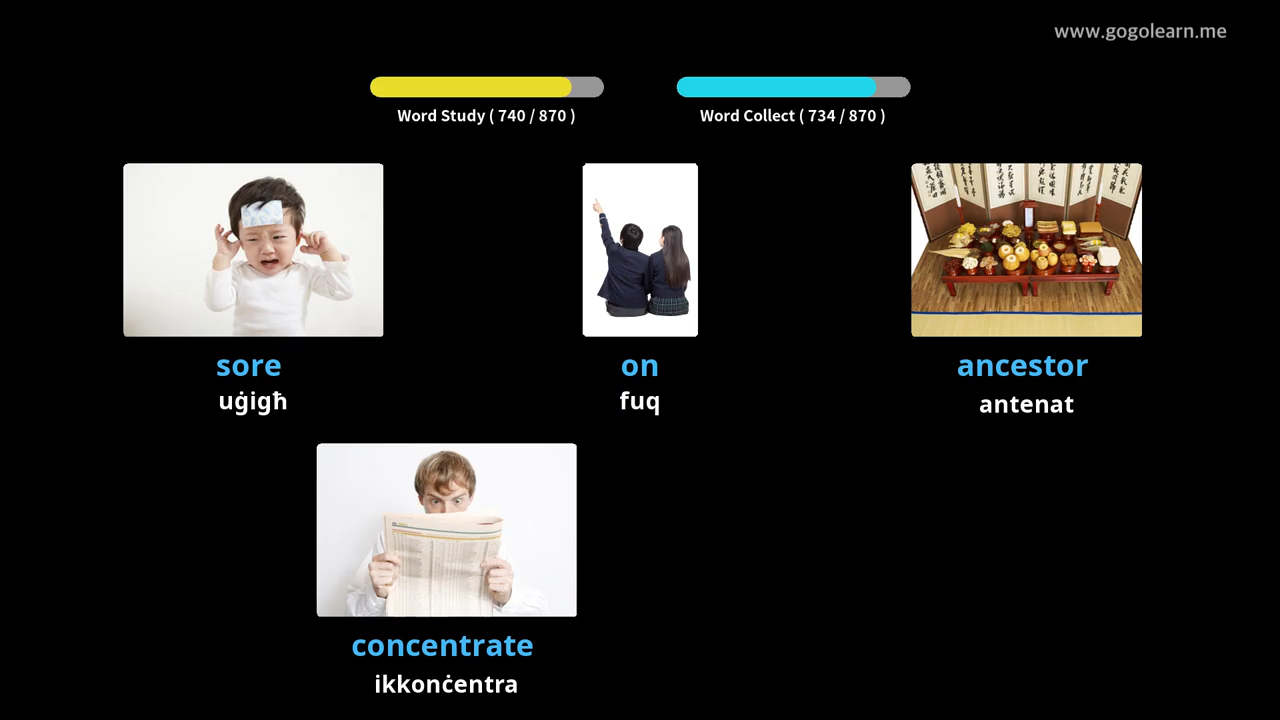 www.gogolearn.me
Word Study ( 740 / 870 )
Word Collect ( 734 / 870 )
sore
uġigħ
on
fuq
ancestor
antenat
concentrate
ikkonċentra